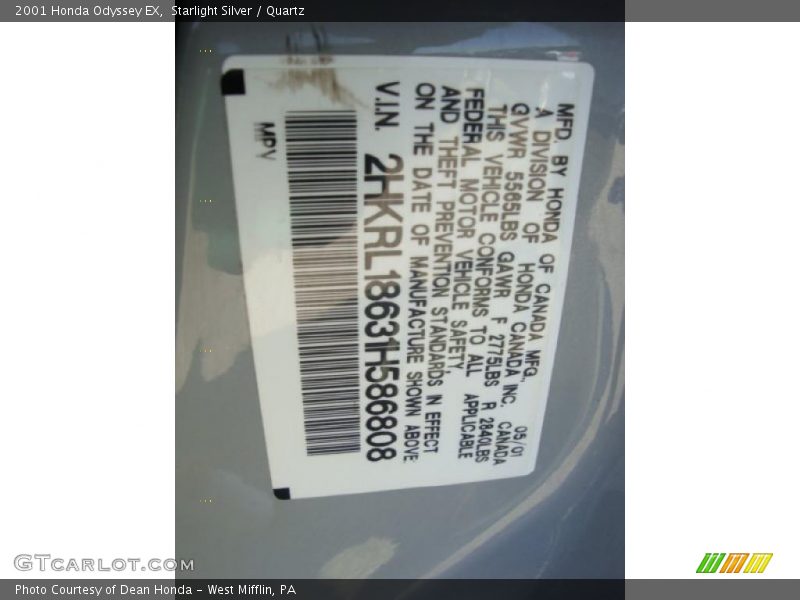 2001 Honda Odyssey EX,  Starlight Silver / Quartz
MFD. BY HONDA OF CANADA MFG. 05/01
A DIVISION OF HONDA CANADA INC. CANADA
GVWR 5565LBS GAWR F 2775LBS R 2840LBS
THIS VEHICLE CONFORMS TO ALL APPLICABLE
FEDERAL MOTOR VEHICLE SAFETY,
AND THEFT PREVENTION STANDARDS IN EFFECT
ON THE DATE OF MANUFACTURE SHOWN ABOVE.
V.I.N. 2HKRL18631H586808
MPV
GTCARLOT.COM
Photo Courtesy of Dean Honda - West Mifflin, PA